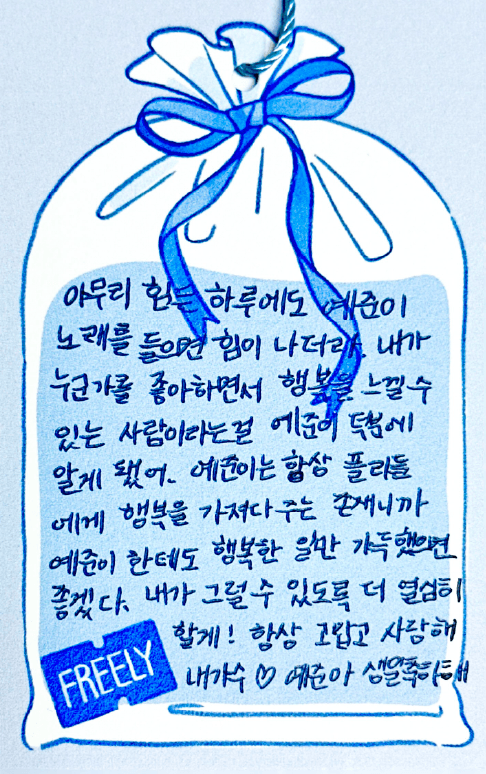 아무리 힘든 하루에도 예준이
노래를 들으면 힘이 나더라. 내가
누군가를 좋아하면서 행복을 느낄 수
있는 사람이라는걸 예준이 덕분에
알게 됐어. 예준이는 항상 플리들
에게 행복을 가져다 주는 존재니까
예준이 한테도 행복한 일만 가득했으면
좋겠다. 내가 그럴 수 있도록 더 열심히
할게! 항상 고맙고 사랑해
내가수 ♡ 예준아 생일축하해
FREELY